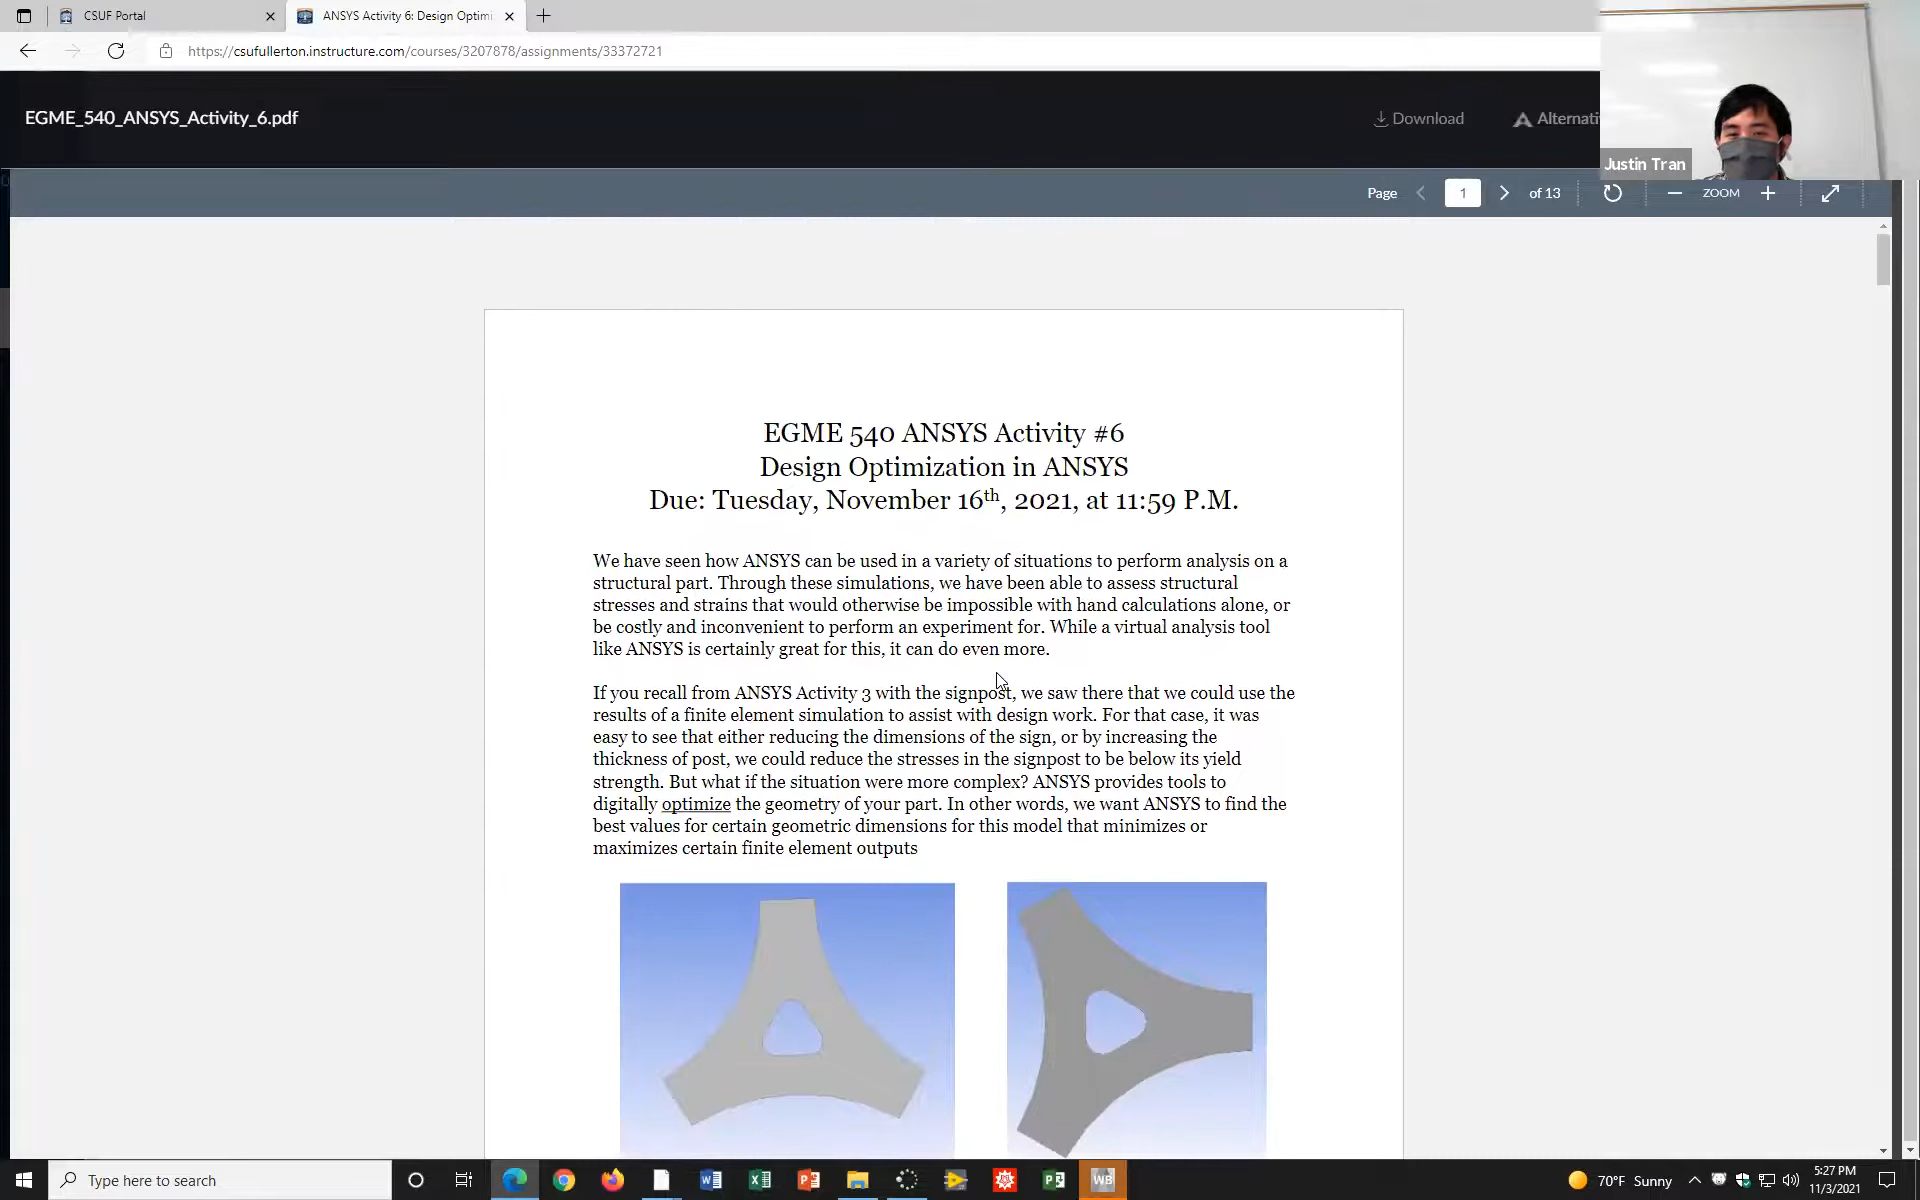 CSUF Portal
ANSYS Activity 6: Design Optimi
https://csufullerton.instructure.com/courses/3207878/assignments/33372721
EGME_540_ANSYS_Activity_6.pdf
Download
Alternati
Justin Tran
Page 1 of 13 ZOOM
EGME 540 ANSYS Activity #6
Design Optimization in ANSYS
Due: Tuesday, November 16th, 2021, at 11:59 P.M.
We have seen how ANSYS can be used in a variety of situations to perform analysis on a
structural part. Through these simulations, we have been able to assess structural
stresses and strains that would otherwise be impossible with hand calculations alone, or
be costly and inconvenient to perform an experiment for. While a virtual analysis tool
like ANSYS is certainly great for this, it can do even more.
If you recall from ANSYS Activity 3 with the signpost, we saw there that we could use the
results of a finite element simulation to assist with design work. For that case, it was
easy to see that either reducing the dimensions of the sign, or by increasing the
thickness of post, we could reduce the stresses in the signpost to be below its yield
strength. But what if the situation were more complex? ANSYS provides tools to
digitally optimize the geometry of your part. In other words, we want ANSYS to find the
best values for certain geometric dimensions for this model that minimizes or
maximizes certain finite element outputs
Type here to search
WB
70°F Sunny
5:27 PM
11/3/2021